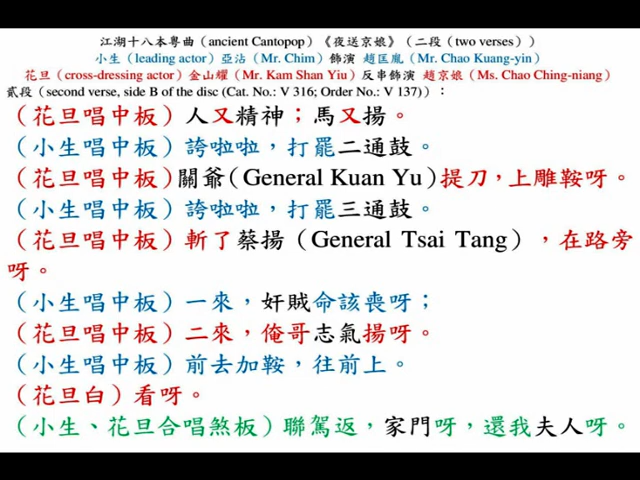 江湖十八本粵曲（ancient Cantopop）《夜送京娘》（二段（two verses））
小生（leading actor）亞沾（Mr. Chim）飾演 趙匡胤（Mr. Chao Kuang-yin）
花旦（cross-dressing actor）金山耀（Mr. Kam Shan Yiu）反串飾演 趙京娘（Ms. Chao Ching-niang）
貳段（second verse, side B of the disc (Cat. No.: V 316; Order No.: V 137)）：
（花旦唱中板）人又精神；馬又揚。
（小生唱中板）誇啦啦，打罷二通鼓。
（花旦唱中板）關爺（General Kuan Yu）提刀，上雕鞍呀。
（小生唱中板）誇啦啦，打罷三通鼓。
（花旦唱中板）斬了蔡揚（General Tsai Tang），在路旁
呀。
（小生唱中板）一來，奸賊命該喪呀；
（花旦唱中板）二來，俺哥志氣揚呀。
（小生唱中板）前去加鞍，往前上。
（花旦白）看呀。
（小生、花旦合唱煞板）聯駕返，家門呀，還我夫人呀。